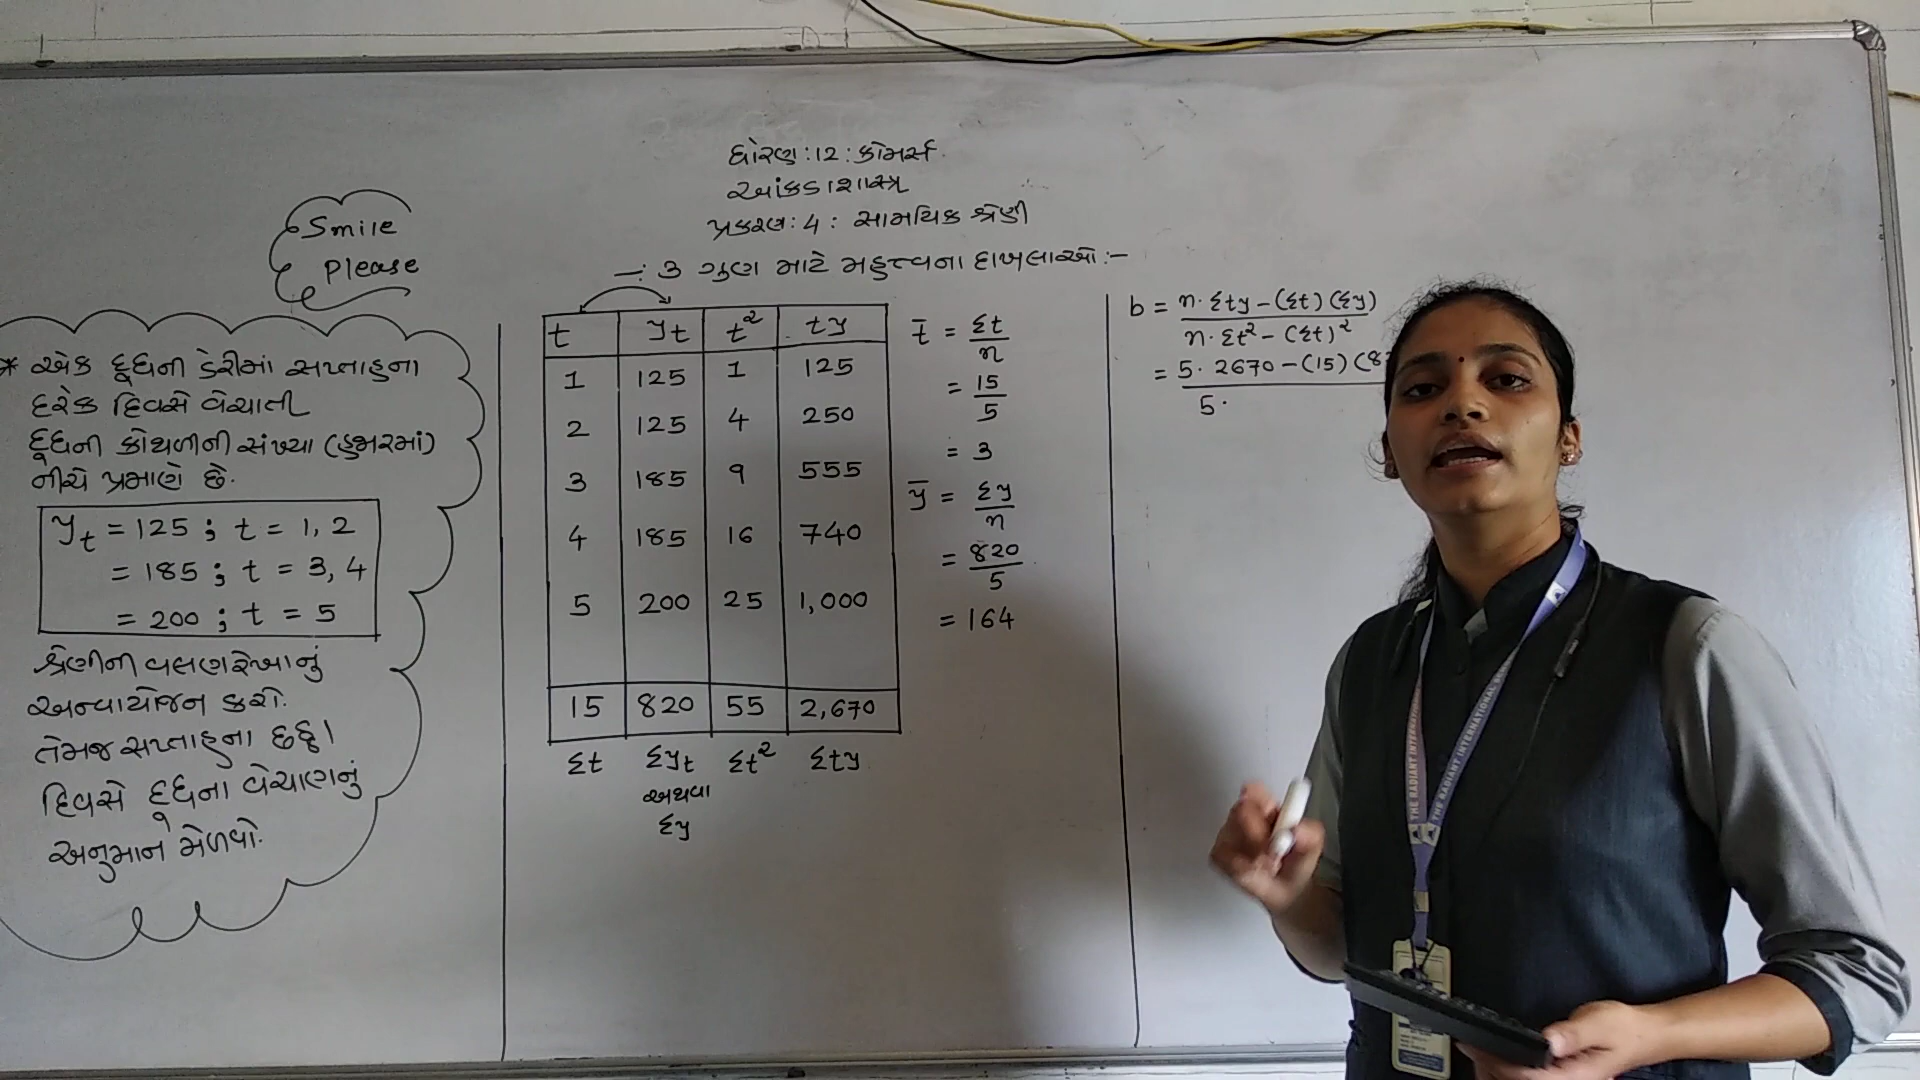 ધોરણ : 12 : કોમર્સ
આંકડાશાસ્ત્ર
પ્રકરણ : 4 : સામયિક શ્રેણી
-: 3 ગુણ માટે મહત્ત્વના દાખલાઓ :-
Smile
Please
* એક દૂધની ડેરીમાં સપ્તાહના
દરેક દિવસે વેચાતી
દૂધની કોથળીની સંખ્યા (હજારમાં)
નીચે પ્રમાણે છે.
yₜ = 125 ; t = 1, 2
= 185 ; t = 3, 4
= 200 ; t = 5
શ્રેણીની વલણરેખાનું
અન્વાયોજન કરો.
તેમજ સપ્તાહના છઠ્ઠા
દિવસે દૂધના વેચાણનું
અનુમાન મેળવો.
t yₜ t² ty
1 125 1 125
2 125 4 250
3 185 9 555
4 185 16 740
5 200 25 1,000
15 820 55 2,670
Σt Σyₜ Σt² Σty
અથવા
Σy
t̄ = Σt/n
= 15/5
= 3
ȳ = Σy/n
= 820/5
= 164
b = n·Σty – (Σt)(Σy) / n·Σt² – (Σt)²
= 5·2670 – (15)(8 / 5·
THE RADIANT INTERNATIONAL